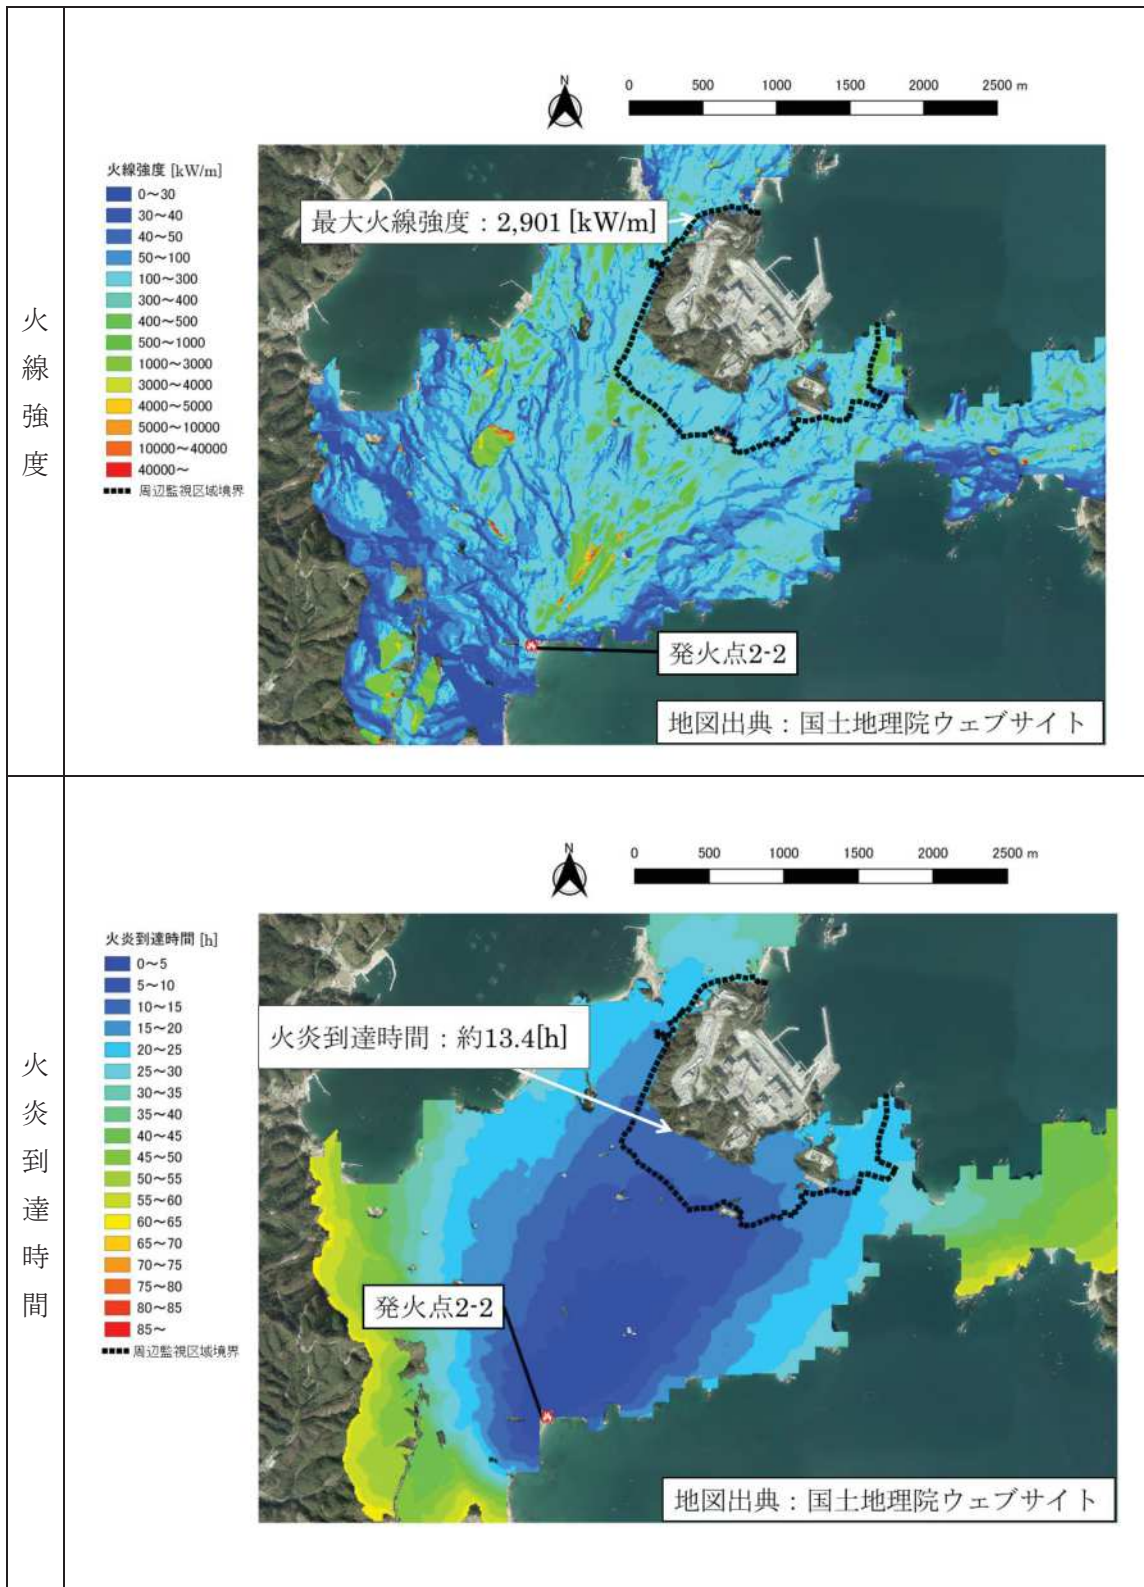 火線強度
N
0 500 1000 1500 2000 2500 m
火線強度 [kW/m]
0～30
30～40
40～50
50～100
100～300
300～400
400～500
500～1000
1000～3000
3000～4000
4000～5000
5000～10000
10000～40000
40000～
周辺監視区域境界
最大火線強度：2,901 [kW/m]
発火点2-2
地図出典：国土地理院ウェブサイト
火炎到達時間
N
0 500 1000 1500 2000 2500 m
火炎到達時間 [h]
0～5
5～10
10～15
15～20
20～25
25～30
30～35
35～40
40～45
45～50
50～55
55～60
60～65
65～70
70～75
75～80
80～85
85～
周辺監視区域境界
火炎到達時間：約13.4[h]
発火点2-2
地図出典：国土地理院ウェブサイト